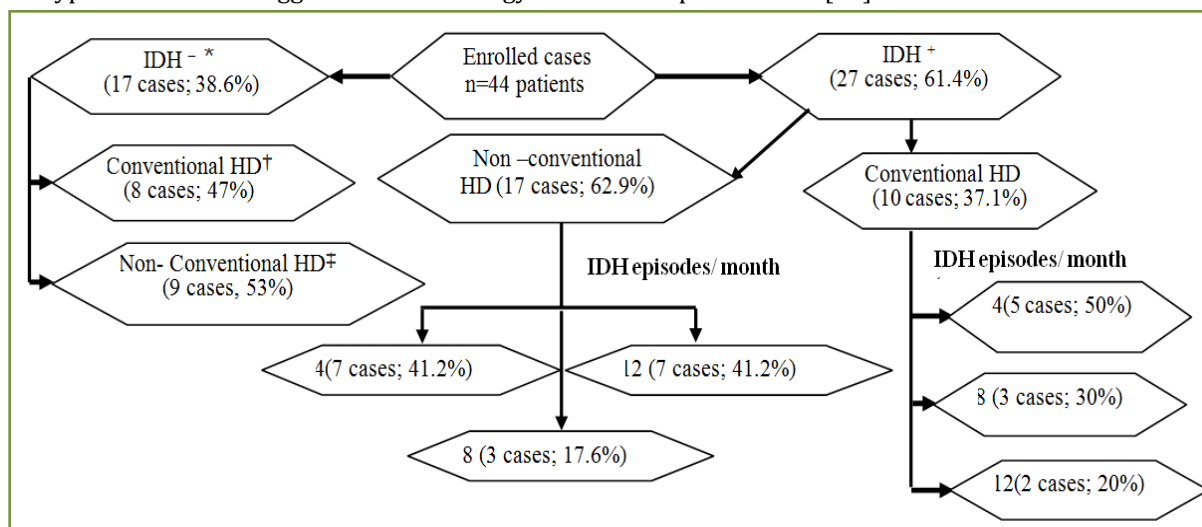 IDH – *
(17 cases; 38.6%)
Enrolled cases
n=44 patients
IDH +
(27 cases; 61.4%)
Conventional HD†
(8 cases; 47%)
Non –conventional
HD (17 cases; 62.9%)
Conventional HD
(10 cases; 37.1%)
Non- Conventional HD‡
(9 cases, 53%)
IDH episodes/ month
IDH episodes/ month
4(7 cases; 41.2%)
12 (7 cases; 41.2%)
8 (3 cases; 17.6%)
4(5 cases; 50%)
8 (3 cases; 30%)
12(2 cases; 20%)